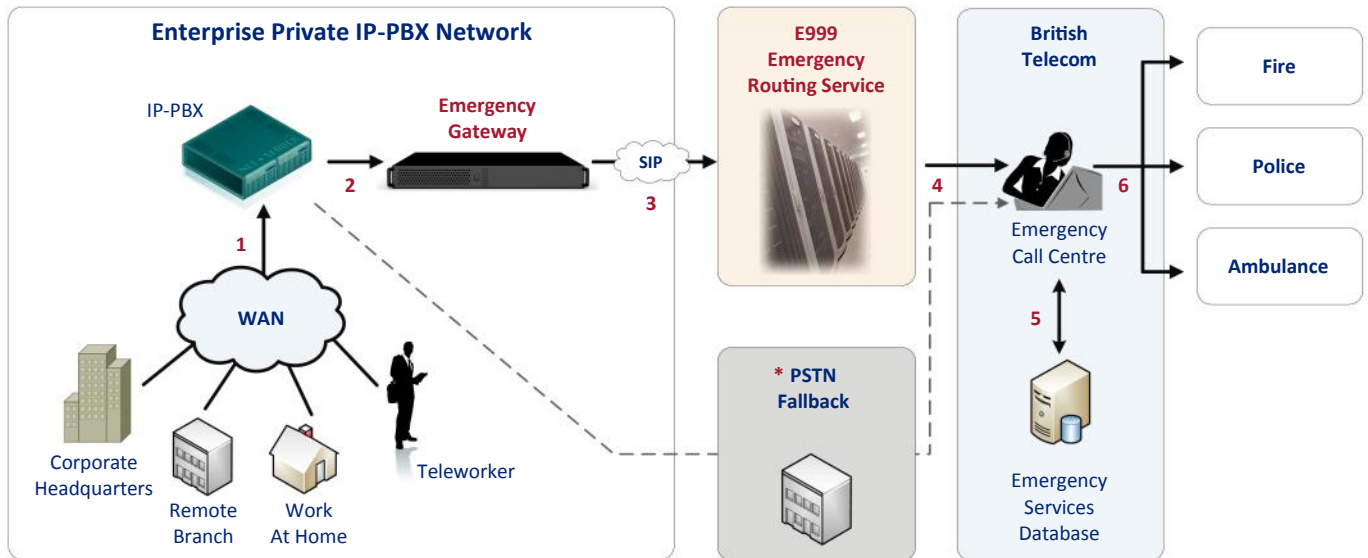 Enterprise Private IP-PBX Network
IP-PBX
Emergency
Gateway
1
2
SIP
3
WAN
Corporate
Headquarters
Remote
Branch
Work
At Home
Teleworker
E999
Emergency
Routing Service
* PSTN
Fallback
British
Telecom
4
Emergency
Call Centre
5
Emergency
Services
Database
6
Fire
Police
Ambulance